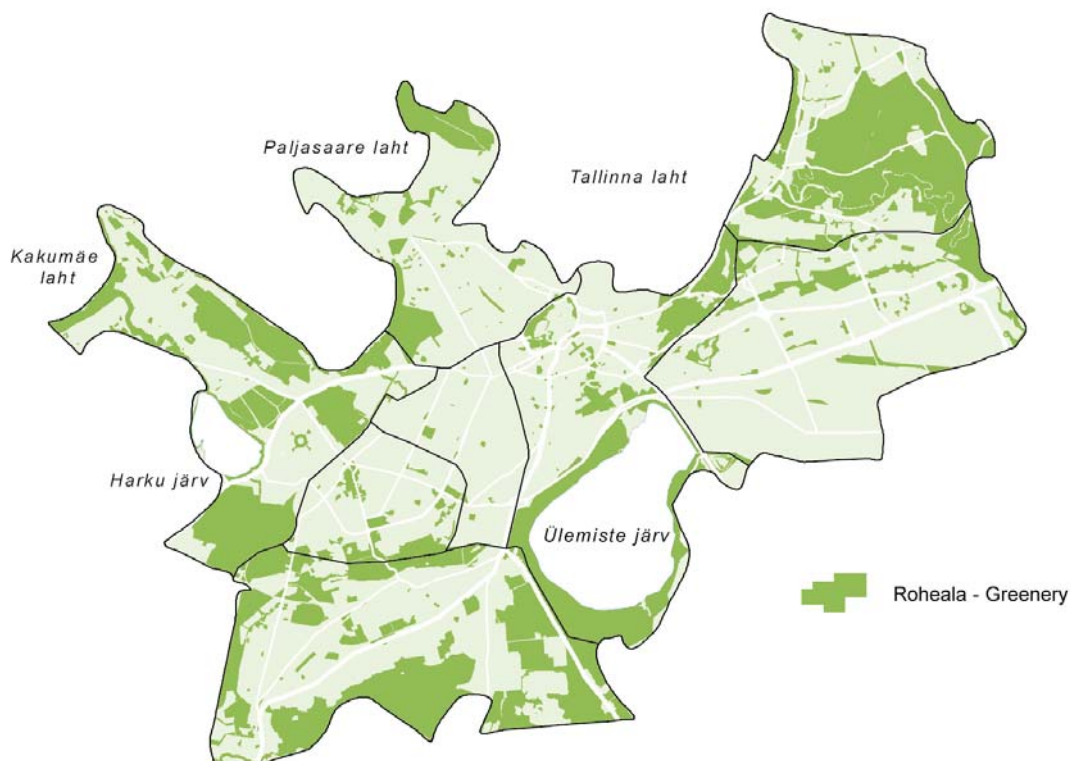 Paljasaare laht
Tallinna laht
Kakumäe
laht
Harku järv
Ülemiste järv
Roheala - Greenery